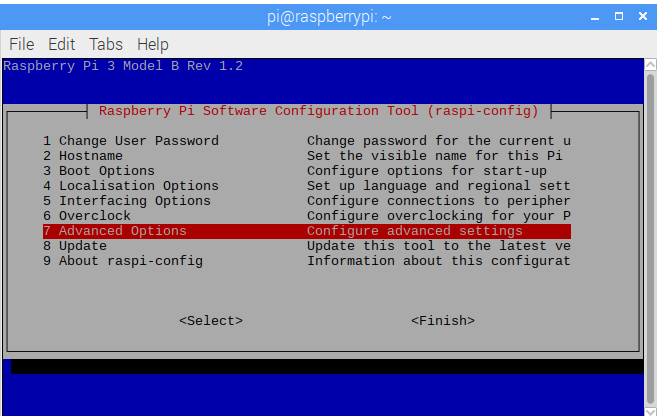 pi@raspberrypi: ~
File Edit Tabs Help
Raspberry Pi 3 Model B Rev 1.2
Raspberry Pi Software Configuration Tool (raspi-config)
1 Change User Password Change password for the current u
2 Hostname Set the visible name for this Pi
3 Boot Options Configure options for start-up
4 Localisation Options Set up language and regional sett
5 Interfacing Options Configure connections to peripher
6 Overclock Configure overclocking for your P
7 Advanced Options Configure advanced settings
8 Update Update this tool to the latest ve
9 About raspi-config Information about this configurat
<Select> <Finish>